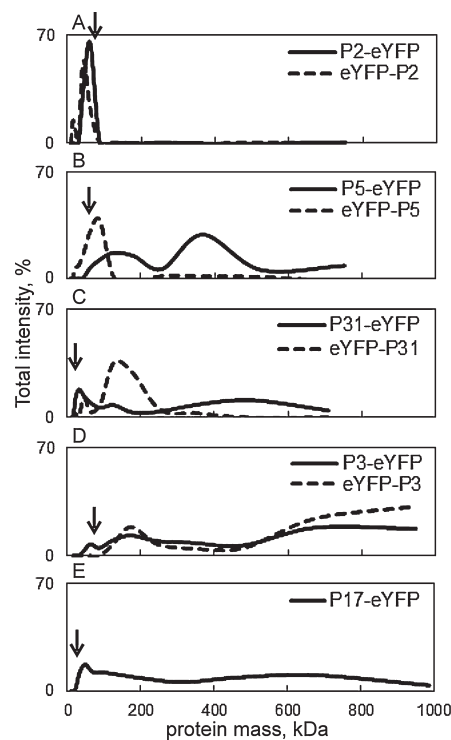 A
70
P2-eYFP
eYFP-P2
0
B
70
P5-eYFP
eYFP-P5
0
C
70
P31-eYFP
eYFP-P31
0
Total intensity, %
D
70
P3-eYFP
eYFP-P3
0
E
70
P17-eYFP
0
0 200 400 600 800 1000
protein mass, kDa